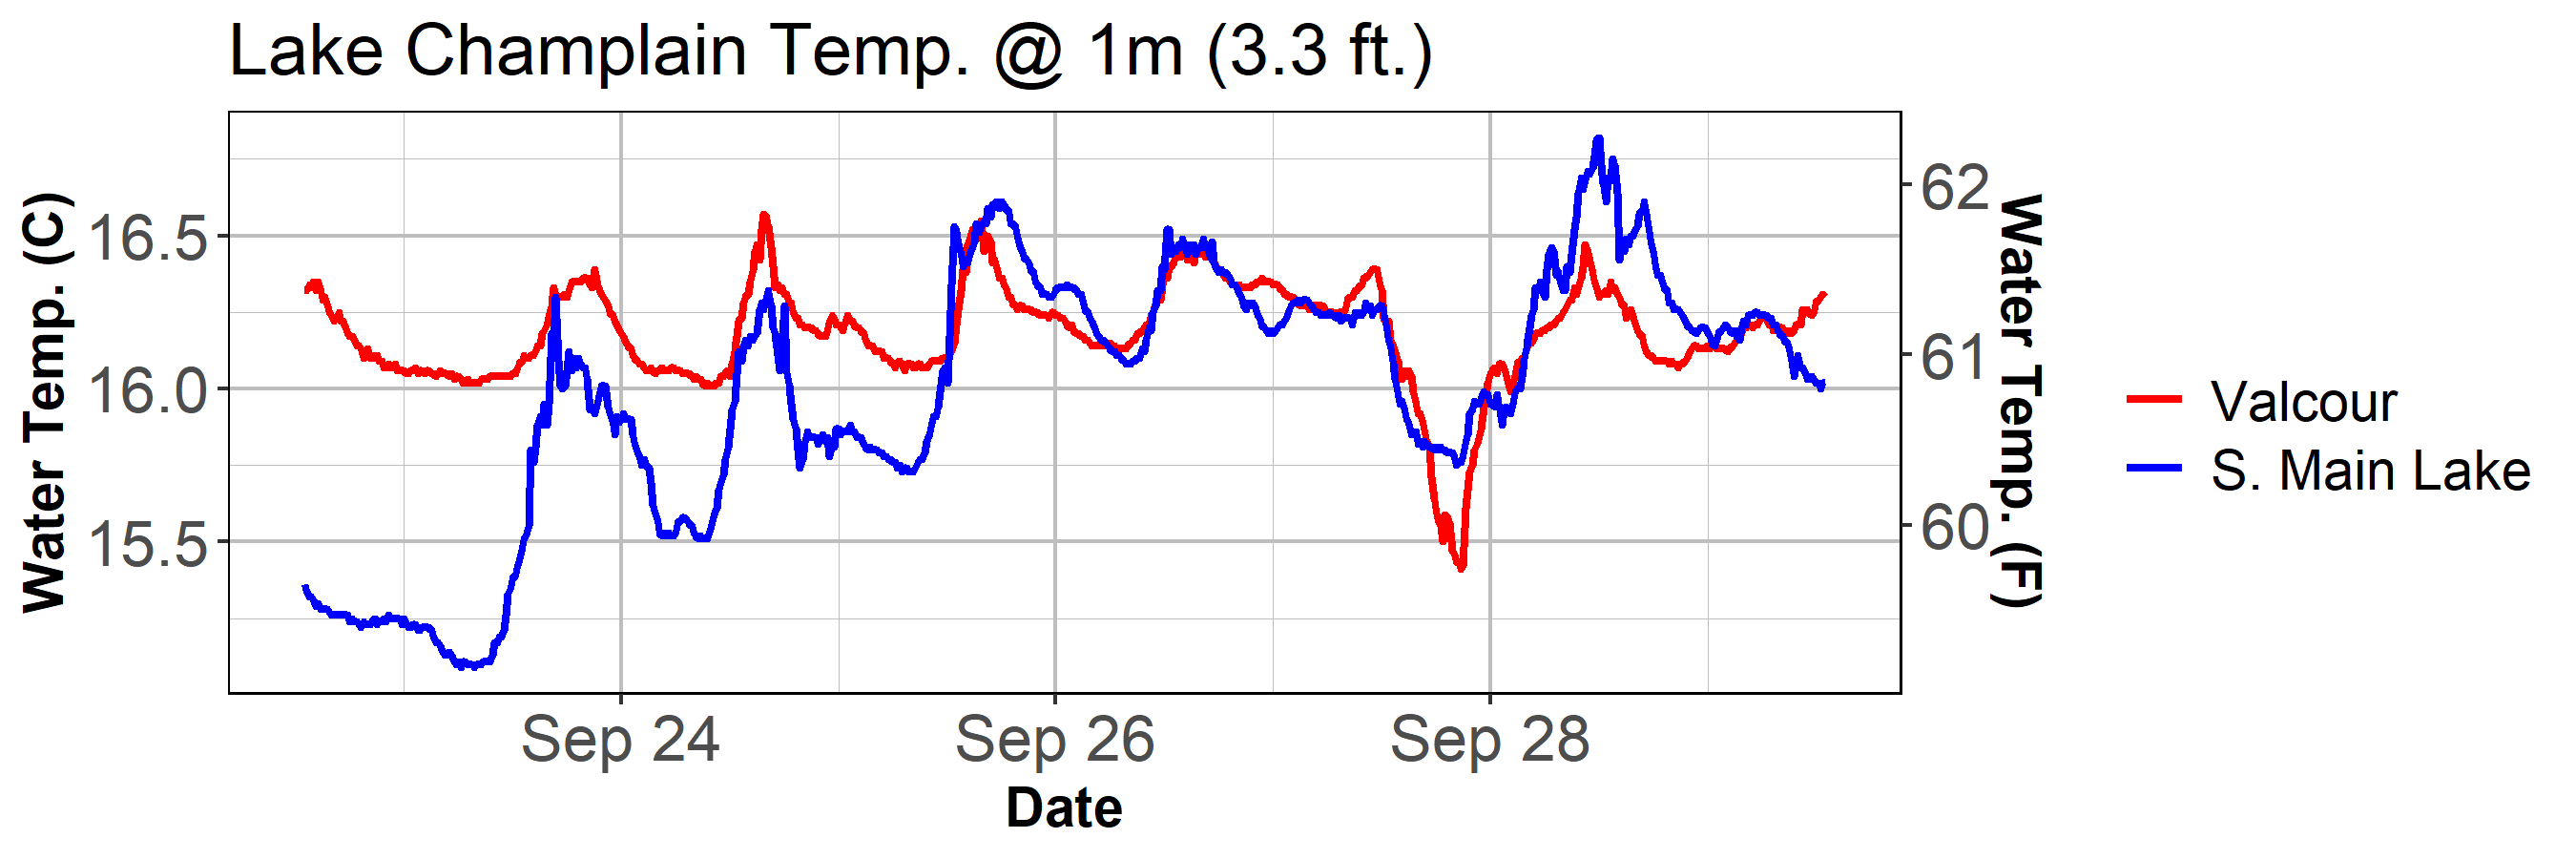 Lake Champlain Temp. @ 1m (3.3 ft.)
Water Temp. (C)
16.5
16.0
15.5
62
61
60
Water Temp. (F)
Sep 24
Sep 26
Sep 28
Date
Valcour
S. Main Lake